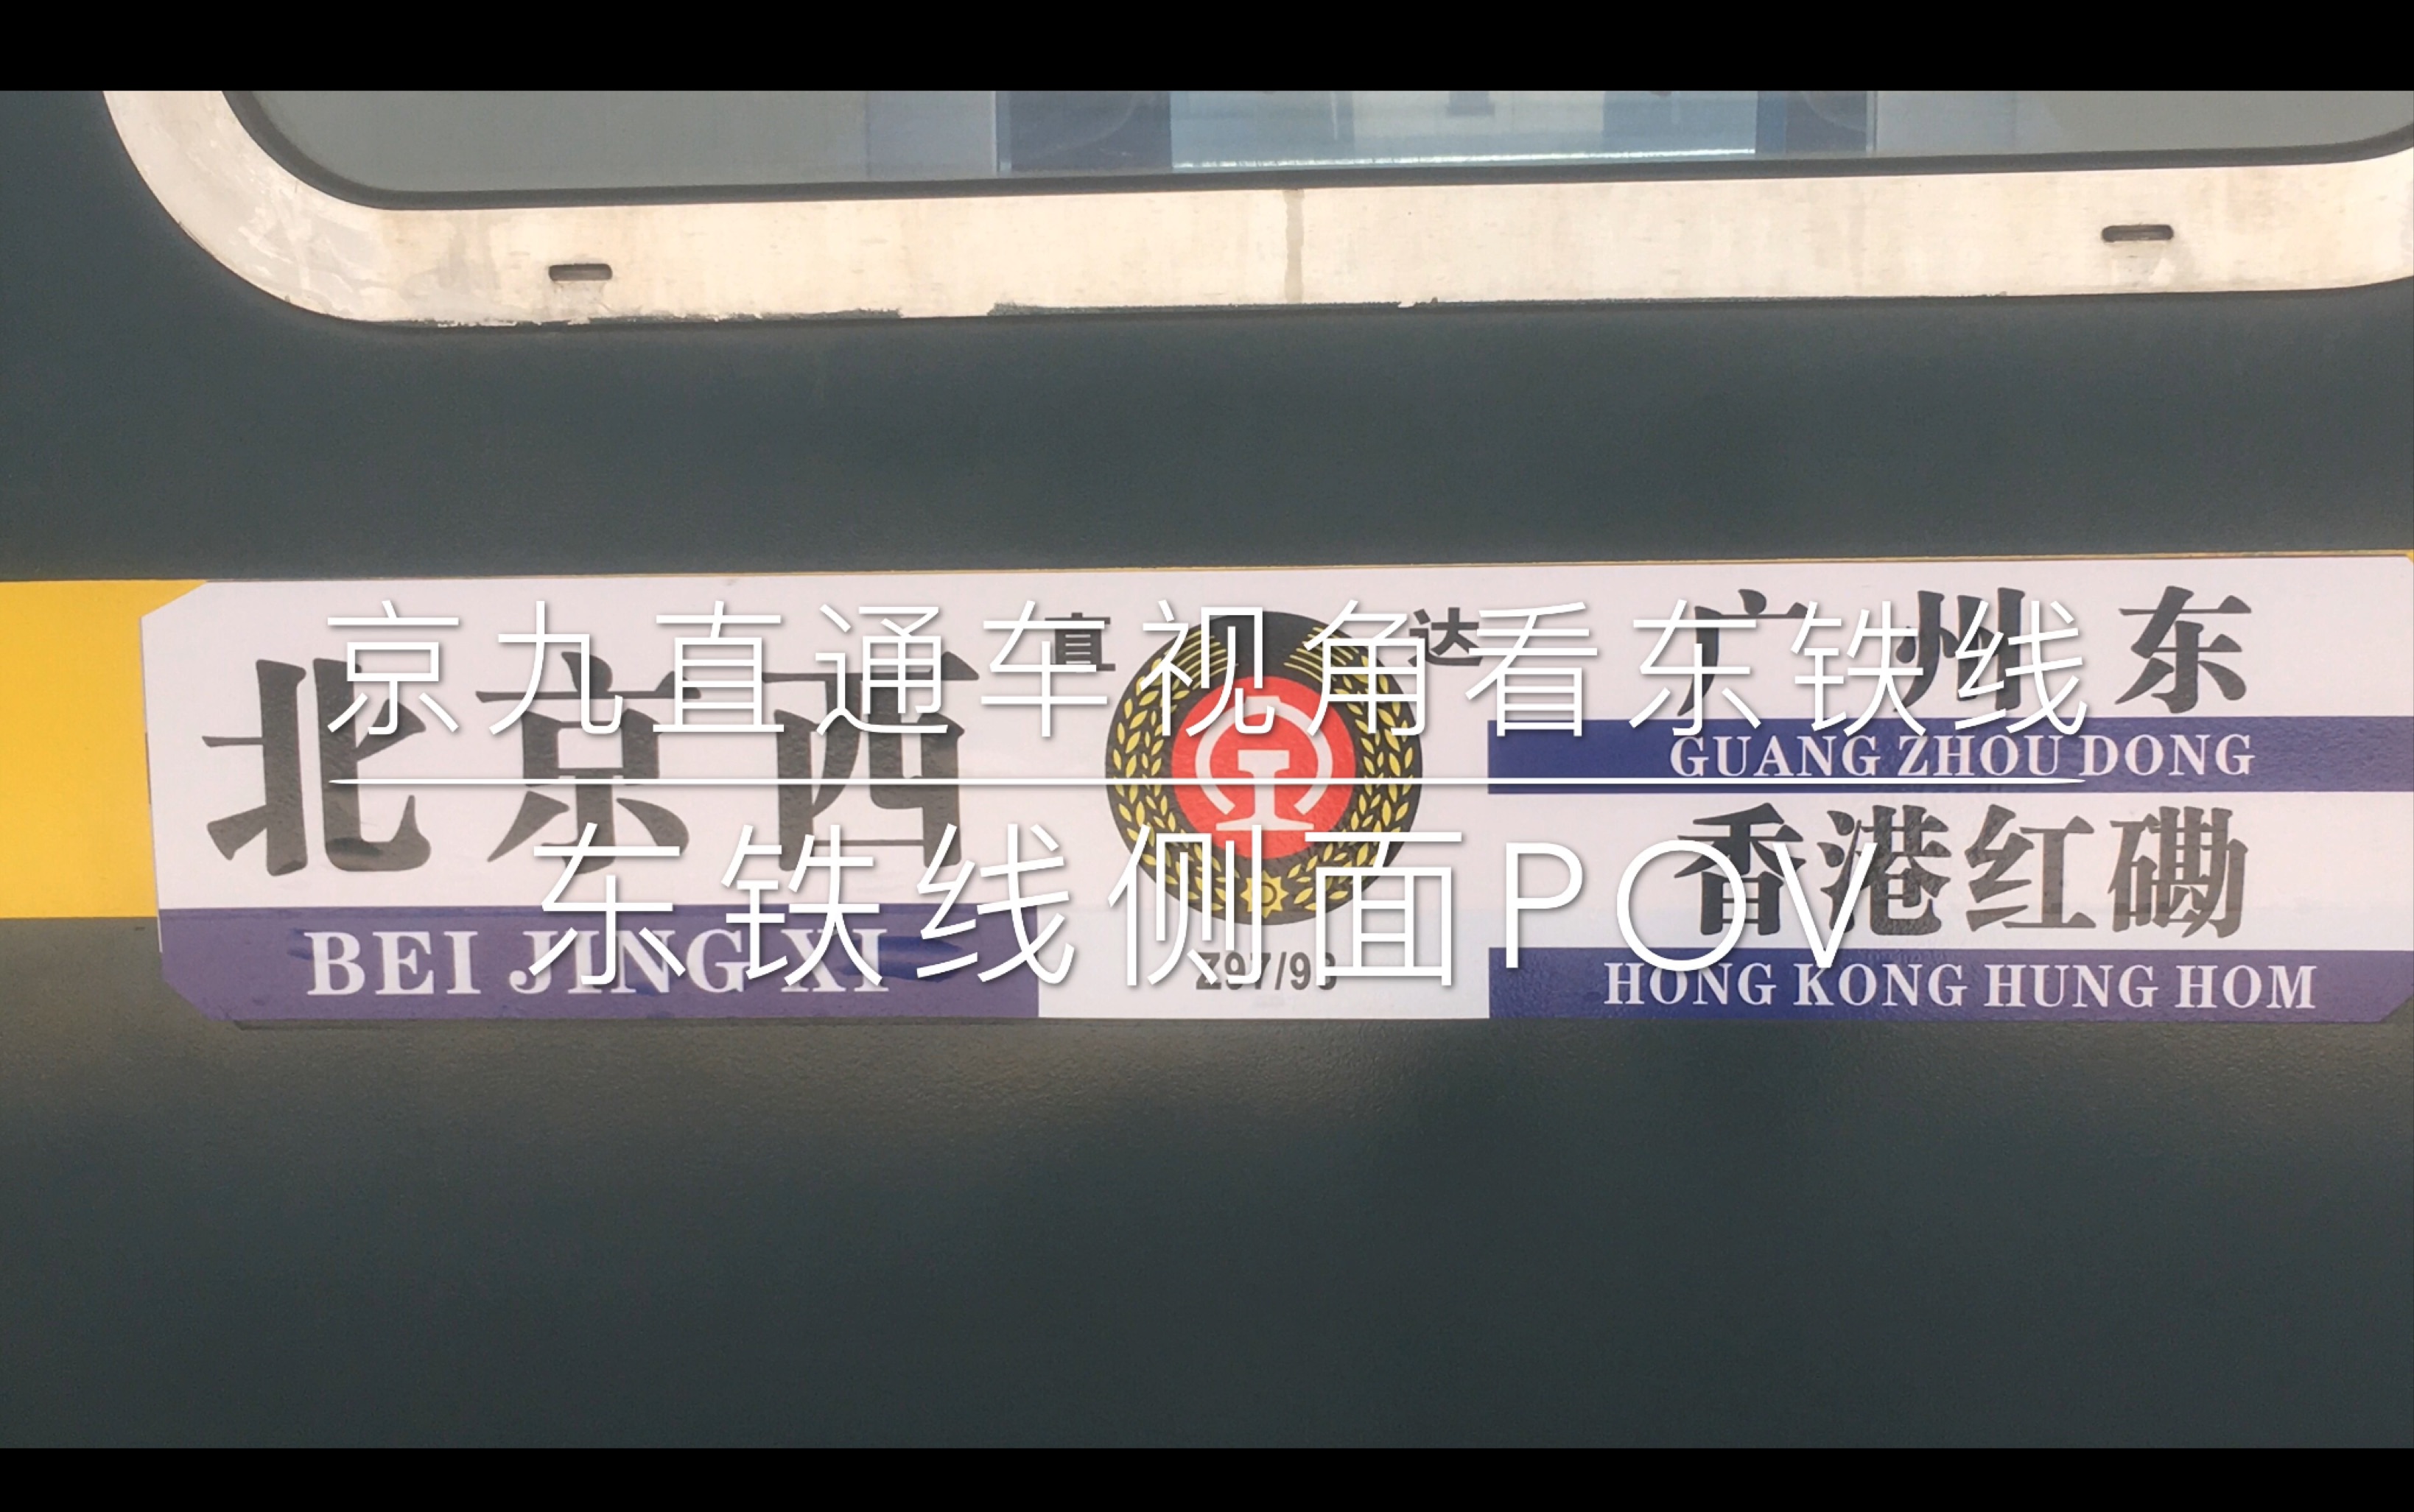 京九直通车视角看东铁线
东铁线侧面POV
北京西
BEI JING XI
直达
Z97/98
广州东
GUANG ZHOU DONG
香港红磡
HONG KONG HUNG HOM